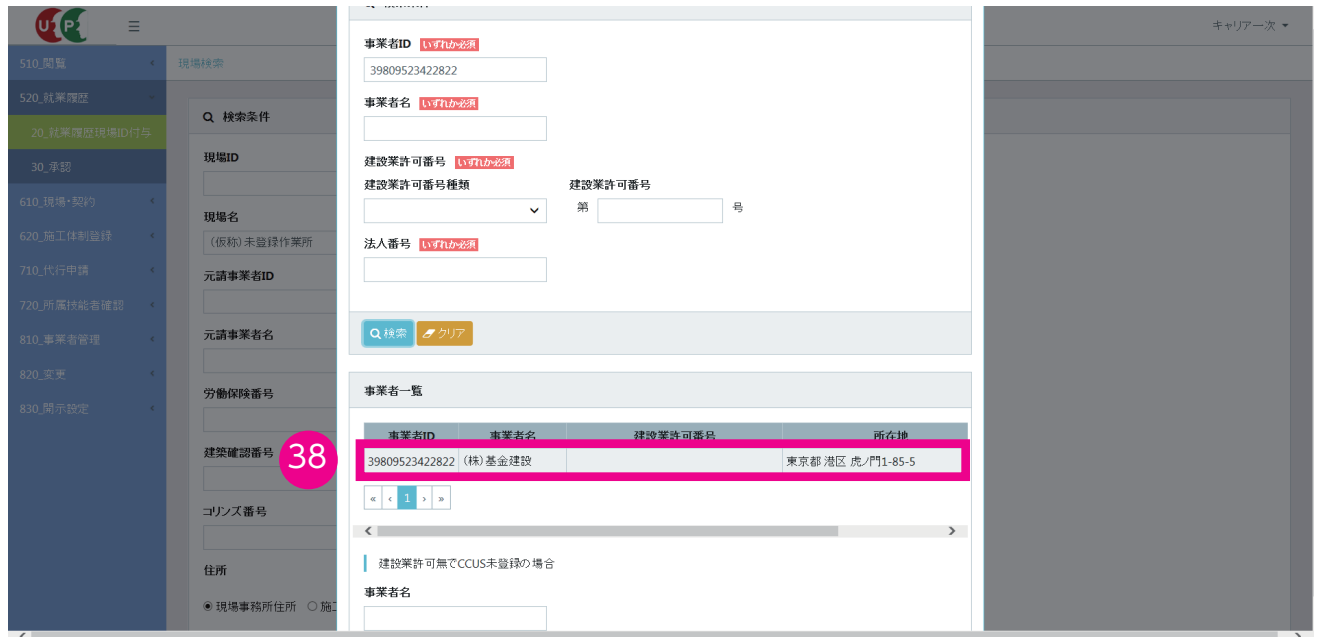 キャリアー次
510_閲覧
520_就業履歴
20_就業履歴現場ID付与
30_承認
610_現場・契約
620_施工体制登録
710_代行申請
720_所属技能者確認
810_事業者管理
820_変更
830_開示設定
現場検索
検索条件
現場ID
現場名
(仮称)未登録作業所
元請事業者ID
元請事業者名
労働保険番号
建築確認番号
コリンズ番号
住所
現場事務所住所
事業者ID いずれか必須
39809523422822
事業者名 いずれか必須
建設業許可番号 いずれか必須
建設業許可番号種類 建設業許可番号
第 号
法人番号 いずれか必須
検索 クリア
事業者一覧
事業者ID 事業者名 建設業許可番号 所在地
38
39809523422822 (株)基金建設 東京都 港区 虎ノ門1-85-5
« ‹ 1 › »
建設業許可無でCCUS未登録の場合
事業者名